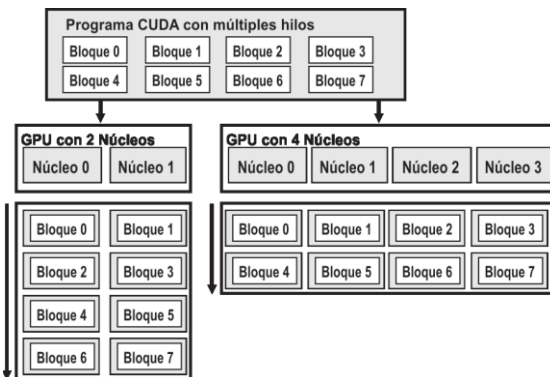 Programa CUDA con múltiples hilos
Bloque 0 Bloque 1 Bloque 2 Bloque 3
Bloque 4 Bloque 5 Bloque 6 Bloque 7
GPU con 2 Núcleos
Núcleo 0 Núcleo 1
Bloque 0 Bloque 1
Bloque 2 Bloque 3
Bloque 4 Bloque 5
Bloque 6 Bloque 7
GPU con 4 Núcleos
Núcleo 0 Núcleo 1 Núcleo 2 Núcleo 3
Bloque 0 Bloque 1 Bloque 2 Bloque 3
Bloque 4 Bloque 5 Bloque 6 Bloque 7